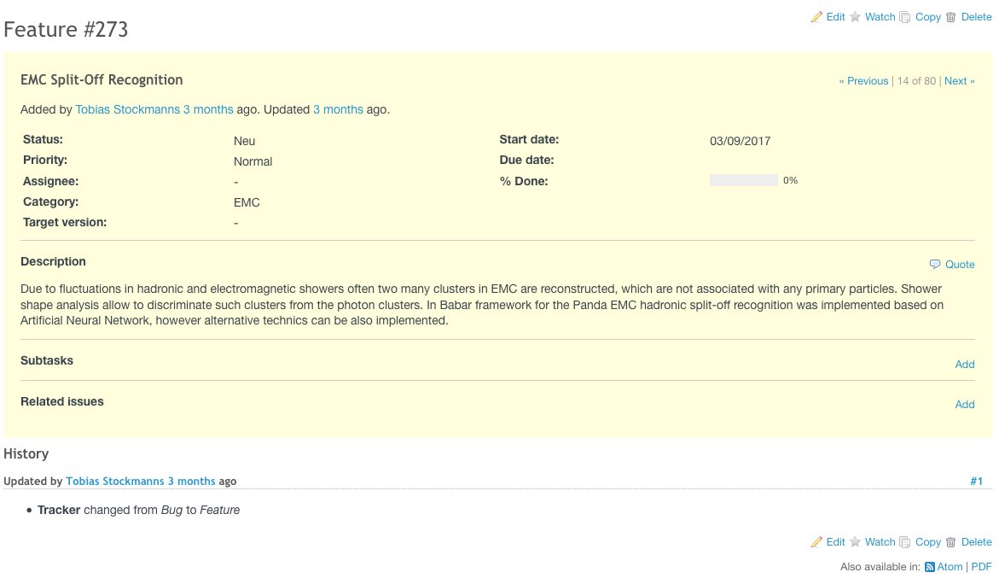 Edit Watch Copy Delete
Feature #273
EMC Split-Off Recognition
« Previous | 14 of 80 | Next »
Added by Tobias Stockmanns 3 months ago. Updated 3 months ago.
Status: Neu Start date: 03/09/2017
Priority: Normal Due date:
Assignee: - % Done: 0%
Category: EMC
Target version: -
Description
Quote
Due to fluctuations in hadronic and electromagnetic showers often two many clusters in EMC are reconstructed, which are not associated with any primary particles. Shower
shape analysis allow to discriminate such clusters from the photon clusters. In Babar framework for the Panda EMC hadronic split-off recognition was implemented based on
Artificial Neural Network, however alternative technics can be also implemented.
Subtasks
Add
Related issues
Add
History
Updated by Tobias Stockmanns 3 months ago #1
• Tracker changed from Bug to Feature
Edit Watch Copy Delete
Also available in: Atom | PDF